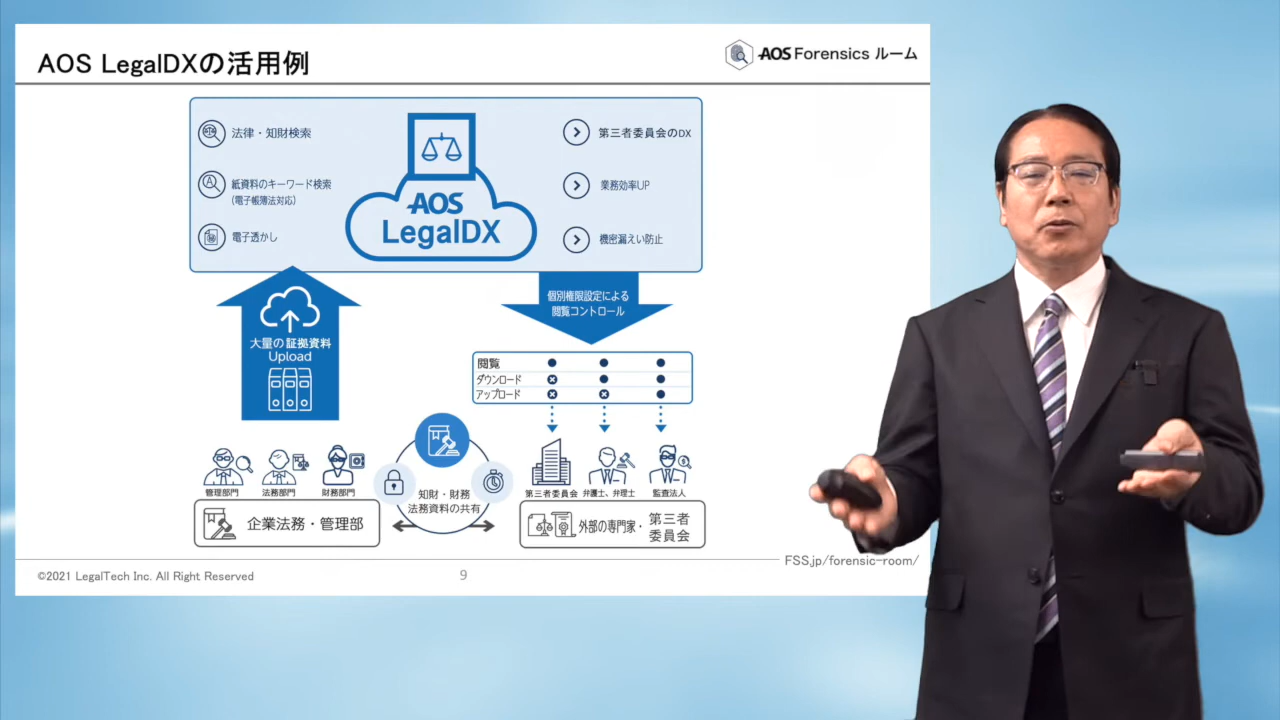 AOS LegalDXの活用例
AOS Forensics ルーム
法律・知財検索
紙資料のキーワード検索
(電子帳簿法対応)
電子透かし
AOS
LegalDX
第三者委員会のDX
業務効率UP
機密漏えい防止
大量の証拠資料
Upload
個別権限設定による
閲覧コントロール
閲覧
ダウンロード
アップロード
管理部門
法務部門
財務部門
企業法務・管理部
知財・財務
法務資料の共有
第三者委員会
弁護士、弁理士
監査法人
外部の専門家・第三者
委員会
©2021 LegalTech Inc. All Right Reserved
9
FSS.jp/forensic-room/